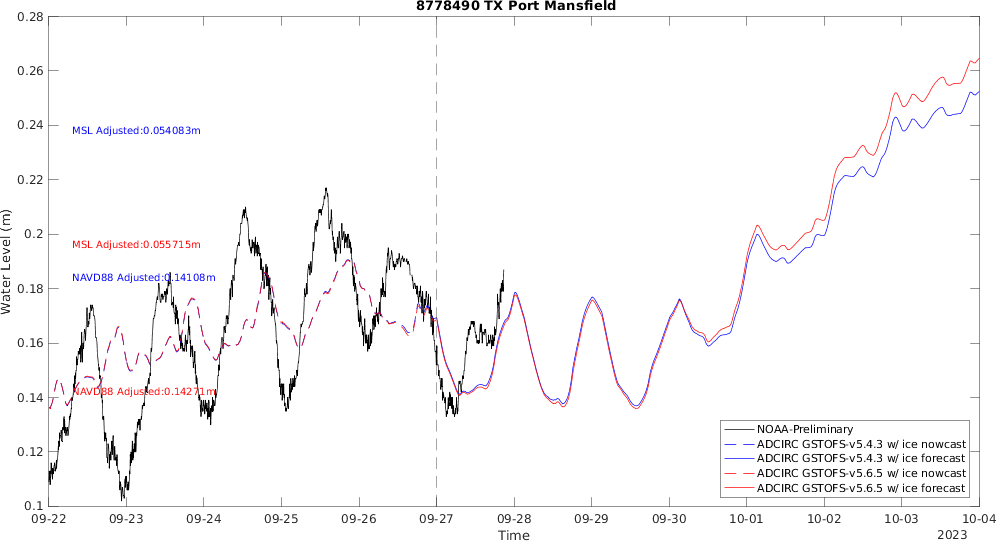 8778490 TX Port Mansfield
0.28
0.26
0.24
0.22
0.2
0.18
0.16
0.14
0.12
0.1
Water Level (m)
MSL Adjusted:0.054083m
MSL Adjusted:0.055715m
NAVD88 Adjusted:0.14108m
NAVD88 Adjusted:0.14271m
NOAA-Preliminary
ADCIRC GSTOFS-v5.4.3 w/ ice nowcast
ADCIRC GSTOFS-v5.4.3 w/ ice forecast
ADCIRC GSTOFS-v5.6.5 w/ ice nowcast
ADCIRC GSTOFS-v5.6.5 w/ ice forecast
09-22 09-23 09-24 09-25 09-26 09-27 09-28 09-29 09-30 10-01 10-02 10-03 10-04
Time
2023